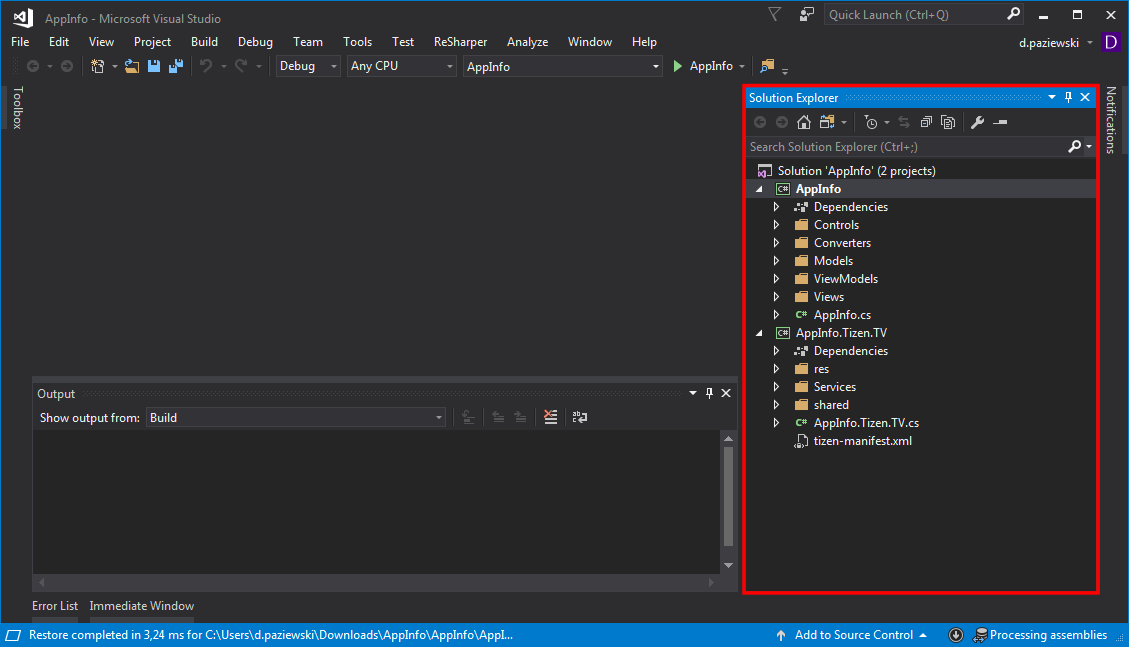 AppInfo - Microsoft Visual Studio
Quick Launch (Ctrl+Q)
File Edit View Project Build Debug Team Tools Test ReSharper Analyze Window Help
d.paziewski D
Debug Any CPU AppInfo AppInfo
Toolbox
Notifications
Solution Explorer
Search Solution Explorer (Ctrl+;)
Solution 'AppInfo' (2 projects)
C# AppInfo
Dependencies
Controls
Converters
Models
ViewModels
Views
C# AppInfo.cs
C# AppInfo.Tizen.TV
Dependencies
res
Services
shared
C# AppInfo.Tizen.TV.cs
tizen-manifest.xml
Output
Show output from: Build
Error List Immediate Window
Restore completed in 3,24 ms for C:\Users\d.paziewski\Downloads\AppInfo\AppInfo\AppI...
Add to Source Control
Processing assemblies